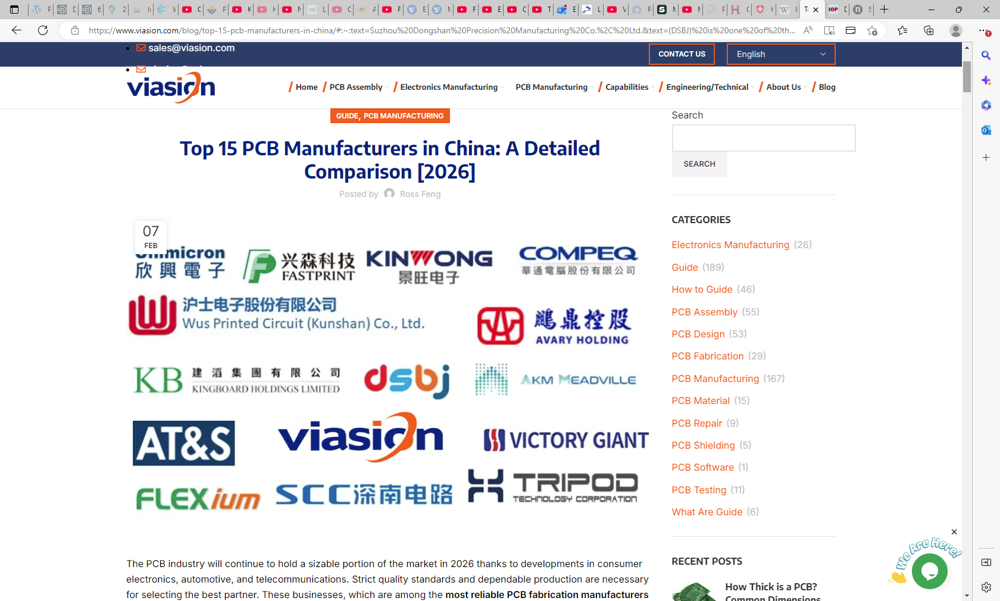 https://www.viasion.com/blog/top-15-pcb-manufacturers-in-china/#:~:text=Suzhou%20Dongshan%20Precision%20Manufacturing%20Co.%2C%20Ltd.&text=(DSBJ)%20is%20one%20of%20th...
sales@viasion.com
CONTACT US
English
viasion
Home
PCB Assembly
Electronics Manufacturing
PCB Manufacturing
Capabilities
Engineering/Technical
About Us
Blog
GUIDE, PCB MANUFACTURING
Top 15 PCB Manufacturers in China: A Detailed
Comparison [2026]
Posted by Ross Feng
07
FEB
欣興電子
兴森科技
FASTPRINT
KINWONG
景旺电子
COMPEQ
華通電腦股份有限公司
沪士电子股份有限公司
Wus Printed Circuit (Kunshan) Co., Ltd.
鵬鼎控股
AVARY HOLDING
KB
建滔集團有限公司
KINGBOARD HOLDINGS LIMITED
dsbj
AKM MEADVILLE
AT&S
viasion
VICTORY GIANT
FLEXium
SCC深南电路
TRIPOD
TECHNOLOGY CORPORATION
The PCB industry will continue to hold a sizable portion of the market in 2026 thanks to developments in consumer
electronics, automotive, and telecommunications. Strict quality standards and dependable production are necessary
for selecting the best partner. These businesses, which are among the most reliable PCB fabrication manufacturers
Search
SEARCH
CATEGORIES
Electronics Manufacturing (26)
Guide (189)
How to Guide (46)
PCB Assembly (55)
PCB Design (53)
PCB Fabrication (29)
PCB Manufacturing (167)
PCB Material (15)
PCB Repair (9)
PCB Shielding (5)
PCB Software (1)
PCB Testing (11)
What Are Guide (6)
RECENT POSTS
How Thick is a PCB?
Common Dimensions
We Are Here!